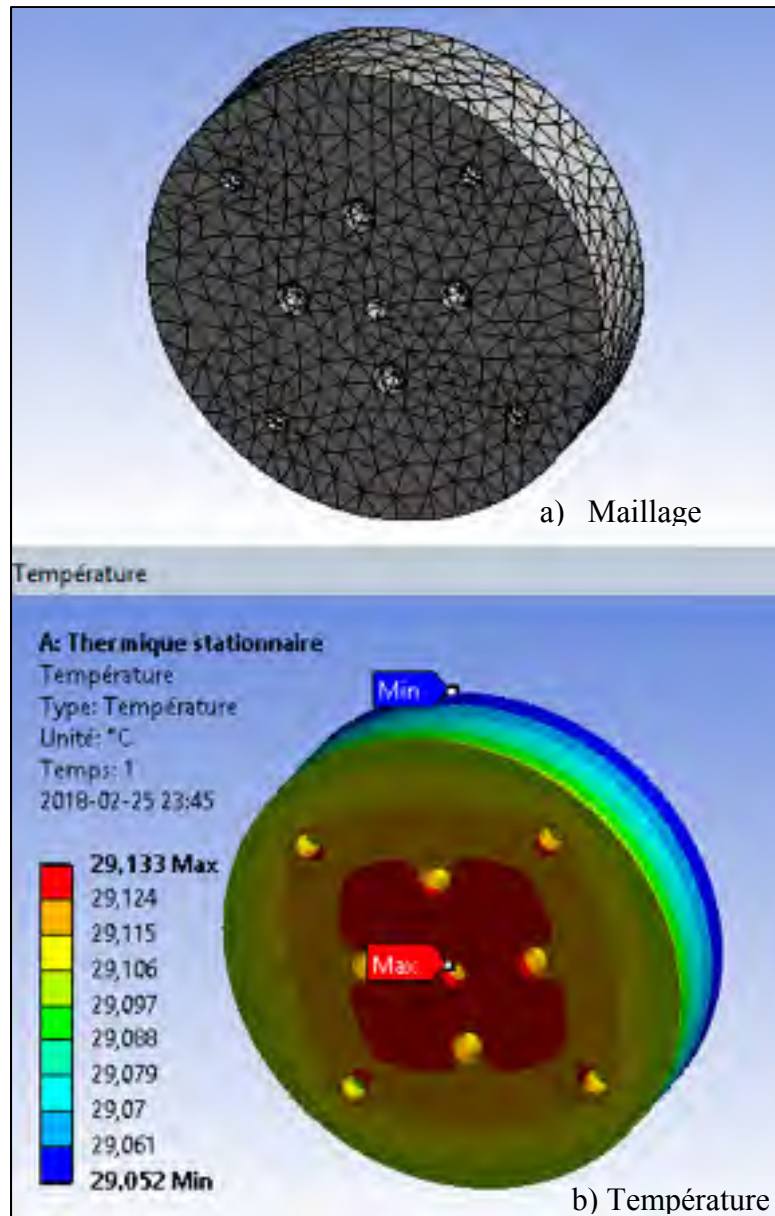 a) Maillage
Température
A: Thermique stationnaire
Température
Type: Température
Unité: °C
Temps: 1
2018-02-25 23:45
Min
Max
29,133 Max
29,124
29,115
29,106
29,097
29,088
29,079
29,07
29,061
29,052 Min
b) Température